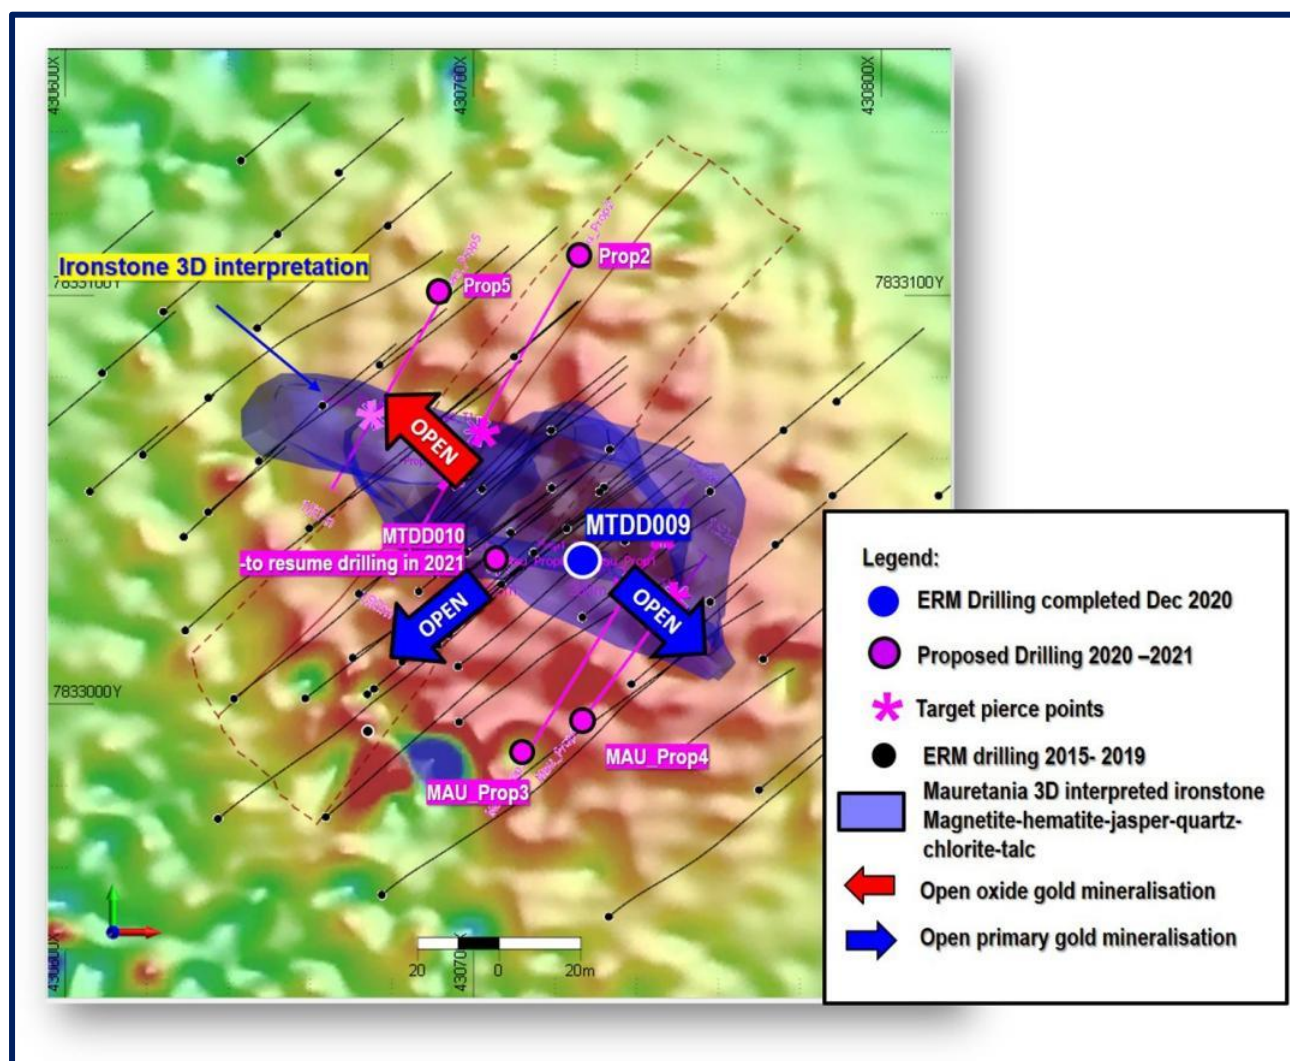 430600X
430700X
430800X
Ironstone 3D interpretation
7833100Y
7833100Y
Prop2
Prop5
OPEN
MTDD009
MTDD010
-to resume drilling in 2021
OPEN
OPEN
7833000Y
MAU_Prop4
MAU_Prop3
20 0 20m
Legend:
ERM Drilling completed Dec 2020
Proposed Drilling 2020 –2021
Target pierce points
ERM drilling 2015- 2019
Mauretania 3D interpreted ironstone
Magnetite-hematite-jasper-quartz-
chlorite-talc
Open oxide gold mineralisation
Open primary gold mineralisation